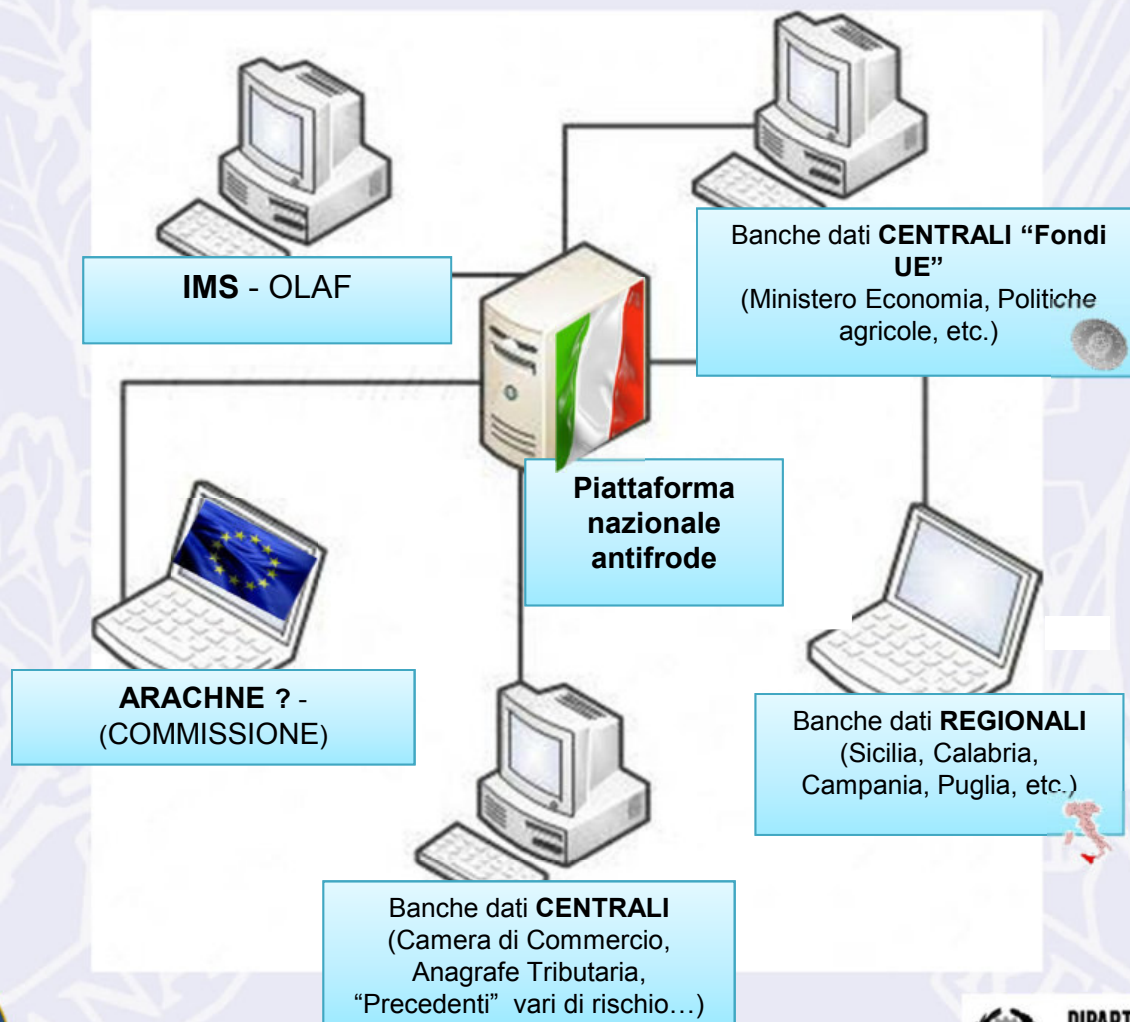 IMS - OLAF
Banche dati CENTRALI “Fondi
UE”
(Ministero Economia, Politiche
agricole, etc.)
Piattaforma
nazionale
antifrode
ARACHNE ? -
(COMMISSIONE)
Banche dati REGIONALI
(Sicilia, Calabria,
Campania, Puglia, etc.)
Banche dati CENTRALI
(Camera di Commercio,
Anagrafe Tributaria,
“Precedenti” vari di rischio…)